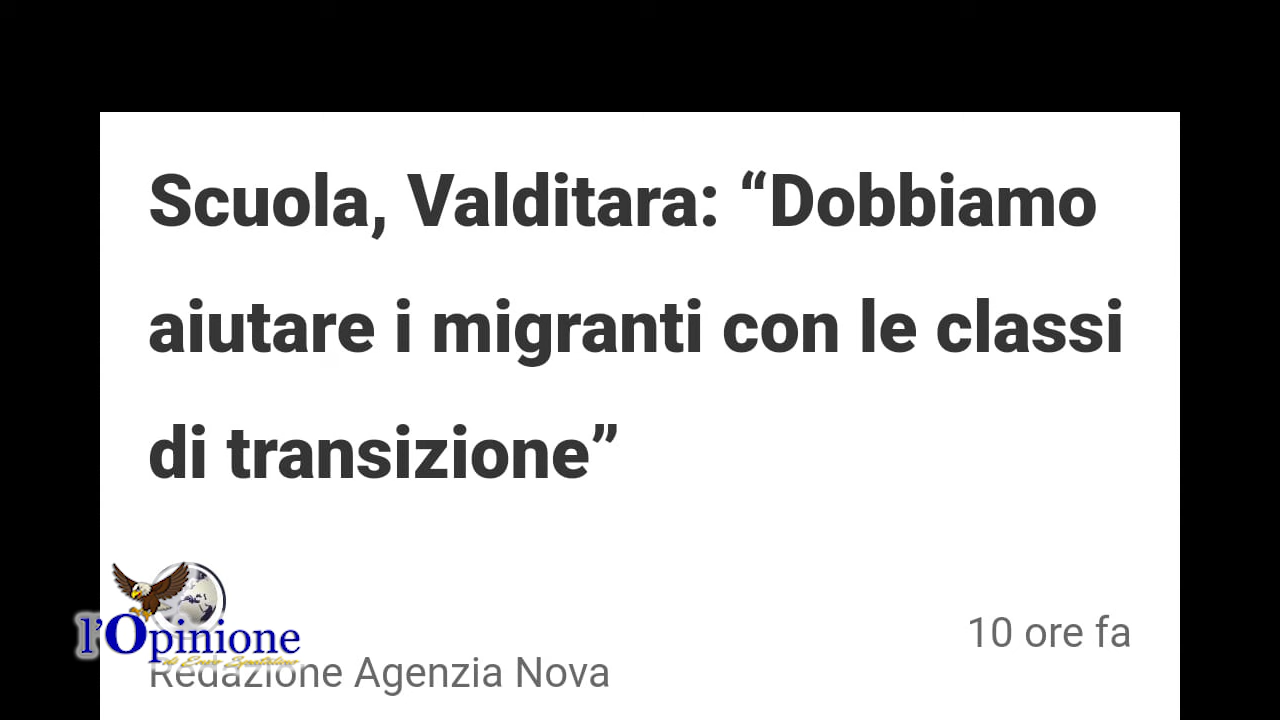 Scuola, Valditara: “Dobbiamo
aiutare i migranti con le classi
di transizione”
10 ore fa
l'Opinione
Redazione Agenzia Nova